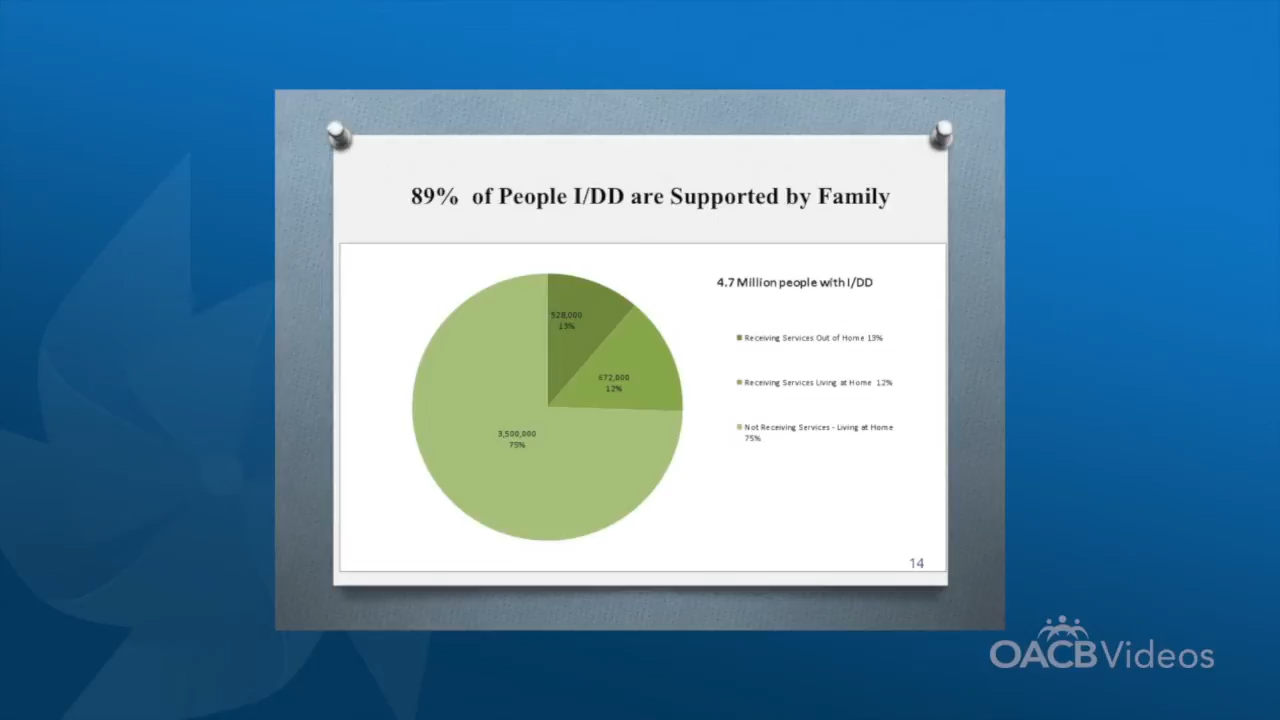 89% of People I/DD are Supported by Family
4.7 Million people with I/DD
528,000
13%
Receiving Services Out of Home 13%
672,000
12%
Receiving Services Living at Home 12%
3,500,000
75%
Not Receiving Services - Living at Home
75%
14
OACBVideos